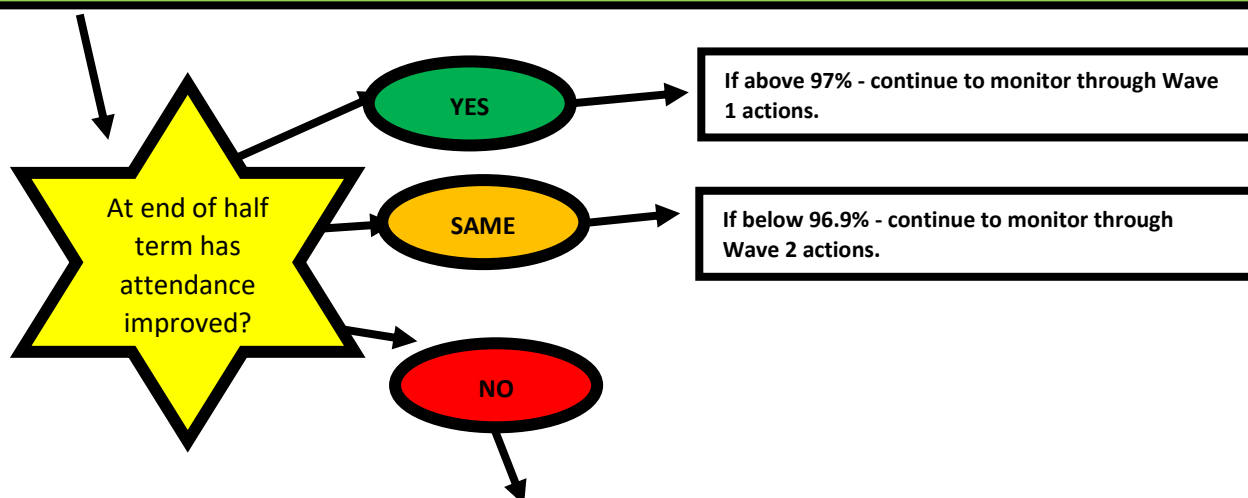 At end of half
term has
attendance
improved?
YES
If above 97% - continue to monitor through Wave
1 actions.
SAME
If below 96.9% - continue to monitor through
Wave 2 actions.
NO